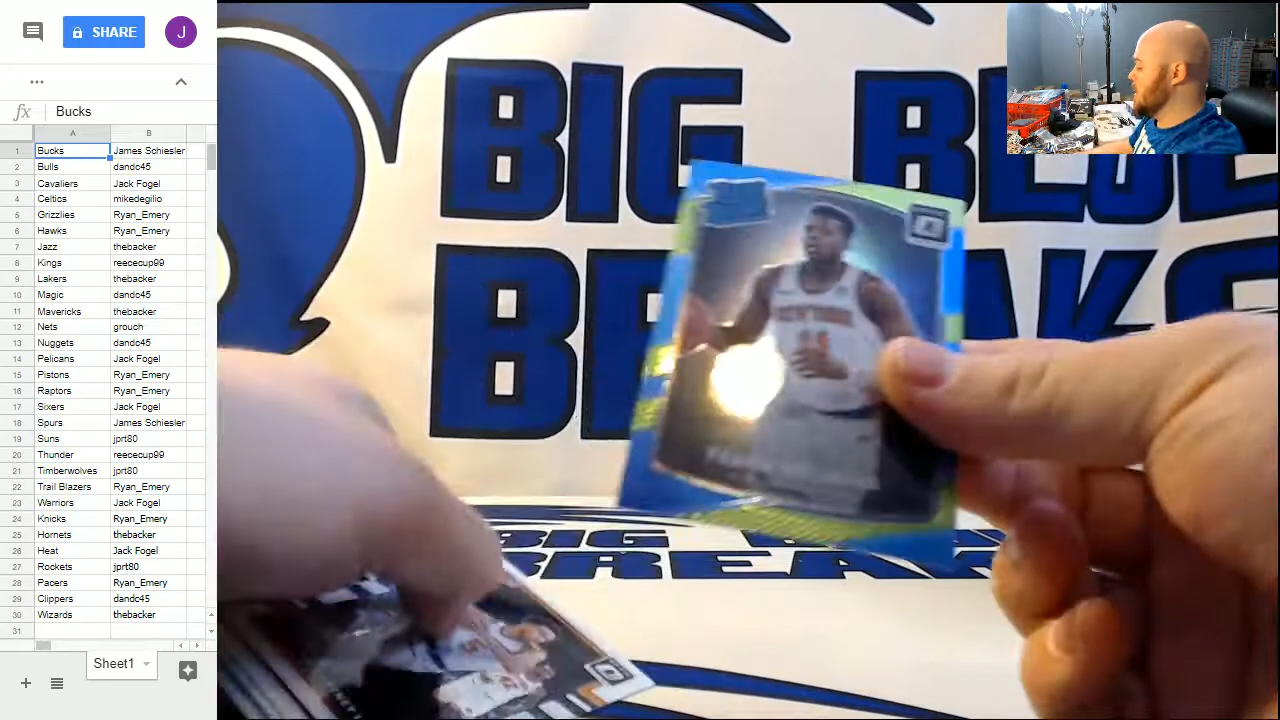 SHARE
J
...
fx Bucks
A B
1 Bucks James Schiesler
2 Bulls dandc45
3 Cavaliers Jack Fogel
4 Celtics mikedegilio
5 Grizzlies Ryan_Emery
6 Hawks Ryan_Emery
7 Jazz thebacker
8 Kings reececup99
9 Lakers thebacker
10 Magic dandc45
11 Mavericks thebacker
12 Nets grouch
13 Nuggets dandc45
14 Pelicans Jack Fogel
15 Pistons Ryan_Emery
16 Raptors Ryan_Emery
17 Sixers Jack Fogel
18 Spurs James Schiesler
19 Suns jprt80
20 Thunder reececup99
21 Timberwolves jprt80
22 Trail Blazers Ryan_Emery
23 Warriors Jack Fogel
24 Knicks Ryan_Emery
25 Hornets thebacker
26 Heat Jack Fogel
27 Rockets jprt80
28 Pacers Ryan_Emery
29 Clippers dandc45
30 Wizards thebacker
31
Sheet1
BIG BLUE
BREAKS
NEW YORK
11
BIG
BREAK